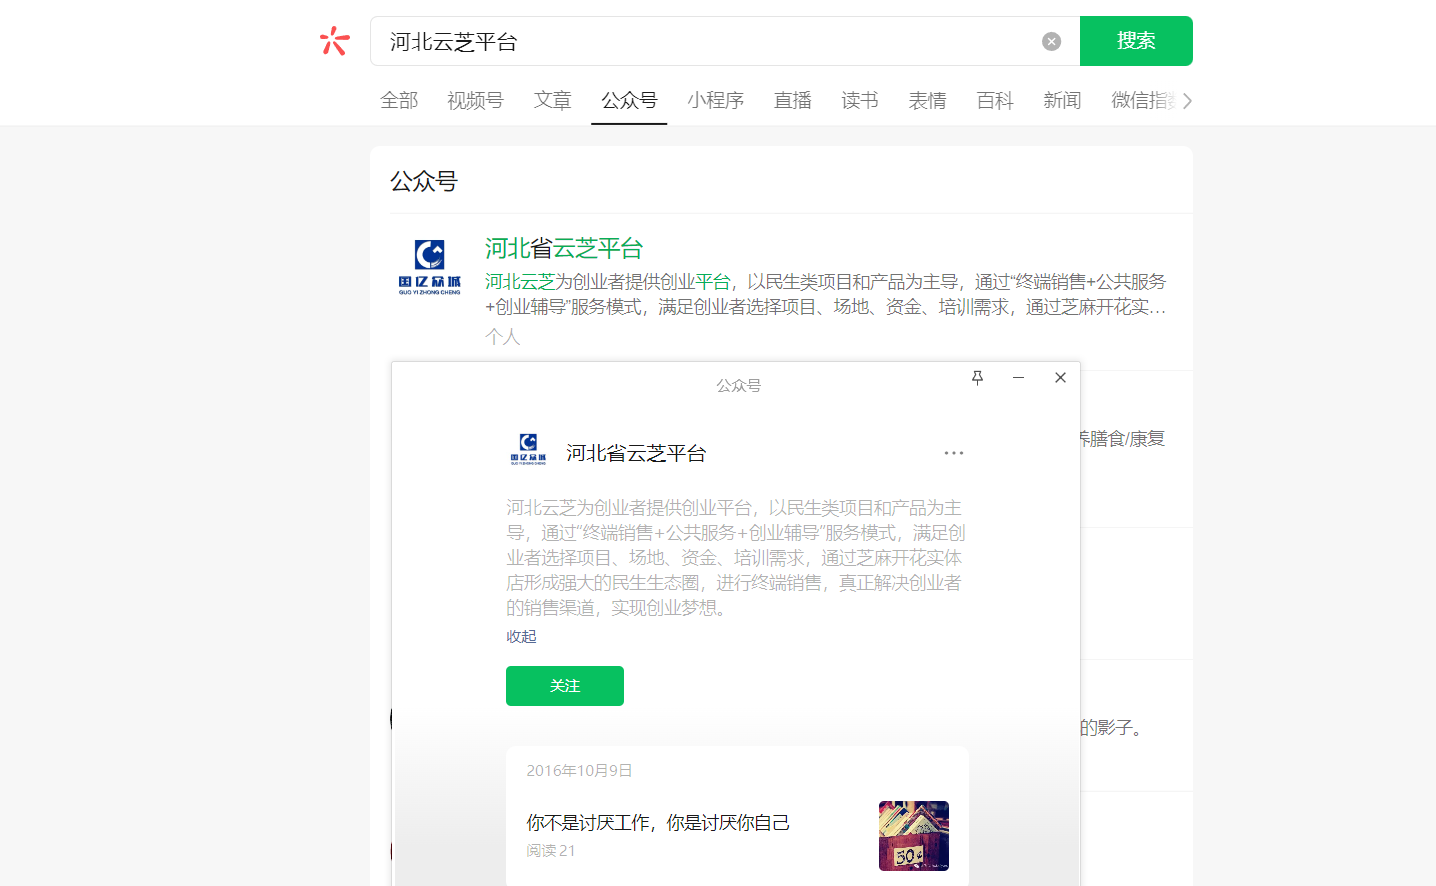 河北云芝平台
搜索
全部 视频号 文章 公众号 小程序 直播 读书 表情 百科 新闻 微信指
公众号
国亿众诚
GUO YI ZHONG CHENG
河北省云芝平台
河北云芝为创业者提供创业平台，以民生类项目和产品为主导，通过“终端销售+公共服务
+创业辅导”服务模式，满足创业者选择项目、场地、资金、培训需求，通过芝麻开花实...
个人
公众号
养膳食/康复
国亿众诚
GUO YI ZHONG CHENG
河北省云芝平台
河北云芝为创业者提供创业平台，以民生类项目和产品为主
导，通过“终端销售+公共服务+创业辅导”服务模式，满足创
业者选择项目、场地、资金、培训需求，通过芝麻开花实体
店形成强大的民生生态圈，进行终端销售，真正解决创业者
的销售渠道，实现创业梦想。
收起
关注
的影子。
2016年10月9日
你不是讨厌工作，你是讨厌你自己
阅读 21
50¢